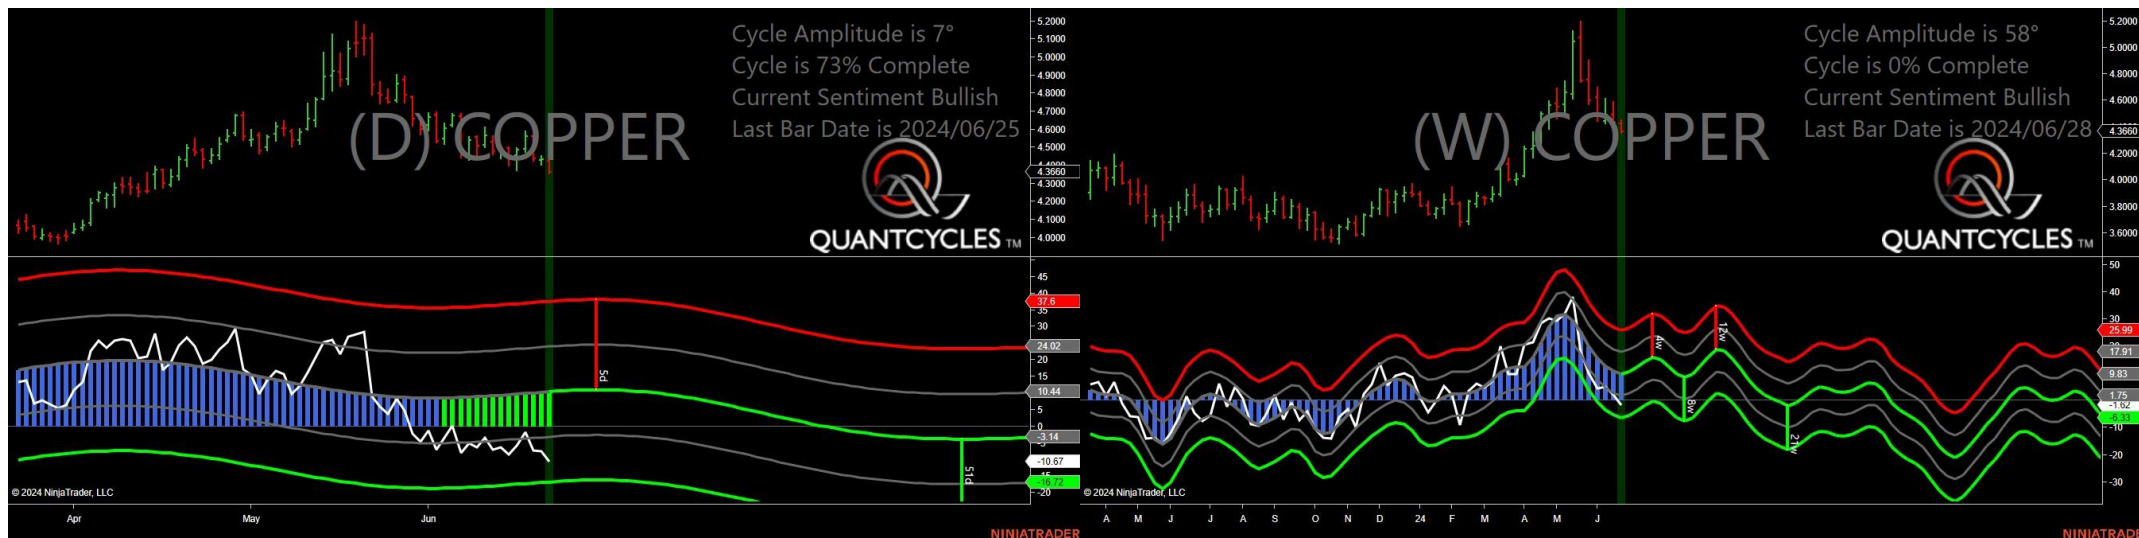 Cycle Amplitude is 7°
Cycle is 73% Complete
Current Sentiment Bullish
Last Bar Date is 2024/06/25
(D) COPPER
QUANTCYCLES TM
5.2000
5.1000
5.0000
4.9000
4.8000
4.7000
4.6000
4.5000
4.3660
4.3000
4.2000
4.1000
4.0000
45
37.6
35
30
24.02
20
15
10.44
5
0
-3.14
-10.67
-16.72
-20
5d
51d
© 2024 NinjaTrader, LLC
Apr May Jun
NINJATRADER
Cycle Amplitude is 58°
Cycle is 0% Complete
Current Sentiment Bullish
Last Bar Date is 2024/06/28
(W) COPPER
QUANTCYCLES TM
5.2000
5.0000
4.8000
4.6000
4.3660
4.2000
4.0000
3.8000
3.6000
50
40
30
25.99
17.91
9.83
1.75
-1.62
-6.33
-10
-20
-30
4w
12w
8w
21w
© 2024 NinjaTrader, LLC
A M J J A S O N D 24 F M A M J
NINJATRADER